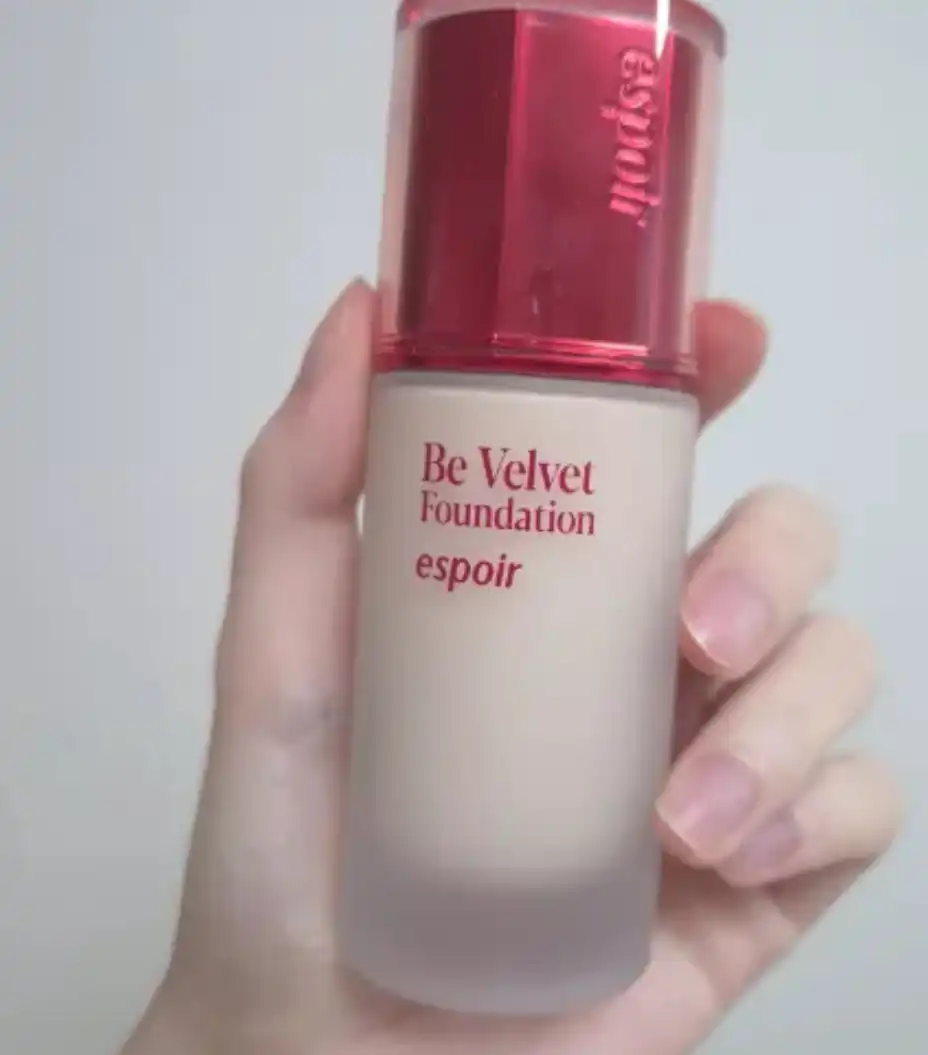 espoir
Be Velvet
Foundation
espoir